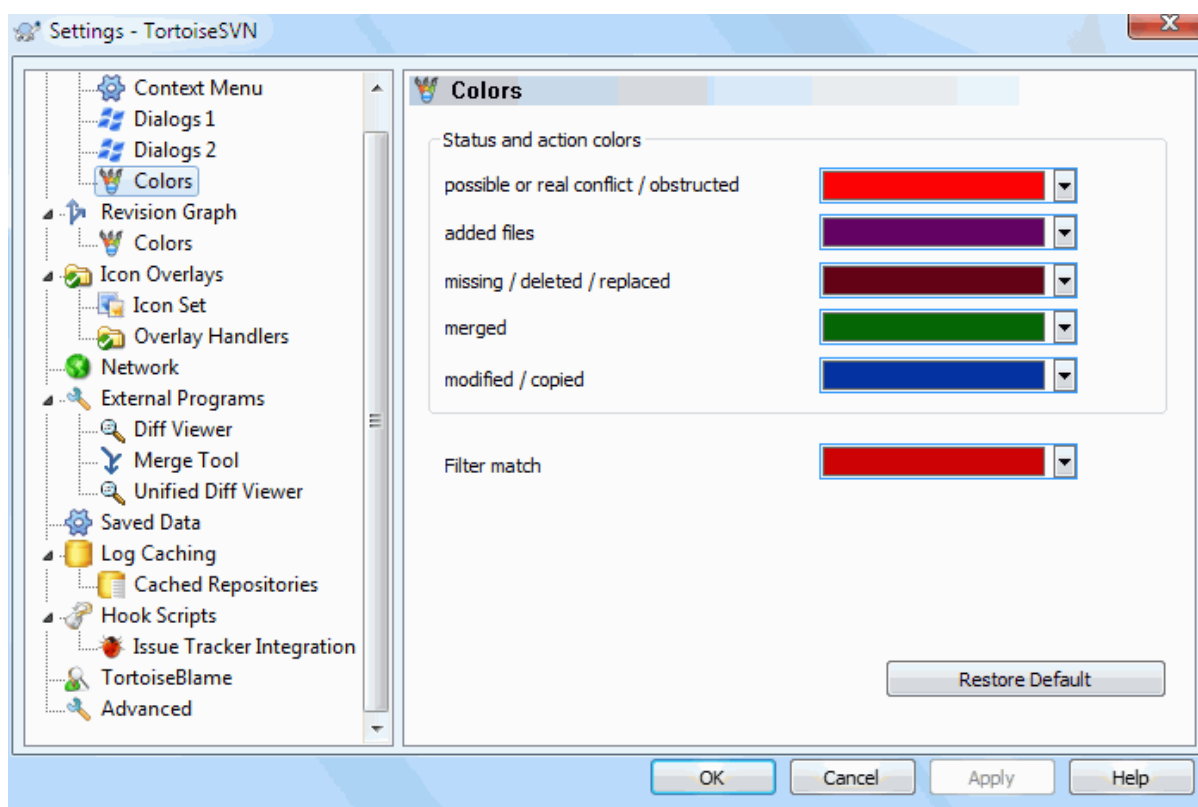 Settings - TortoiseSVN
Context Menu
Dialogs 1
Dialogs 2
Colors
Revision Graph
Colors
Icon Overlays
Icon Set
Overlay Handlers
Network
External Programs
Diff Viewer
Merge Tool
Unified Diff Viewer
Saved Data
Log Caching
Cached Repositories
Hook Scripts
Issue Tracker Integration
TortoiseBlame
Advanced
Colors
Status and action colors
possible or real conflict / obstructed
added files
missing / deleted / replaced
merged
modified / copied
Filter match
Restore Default
OK
Cancel
Apply
Help